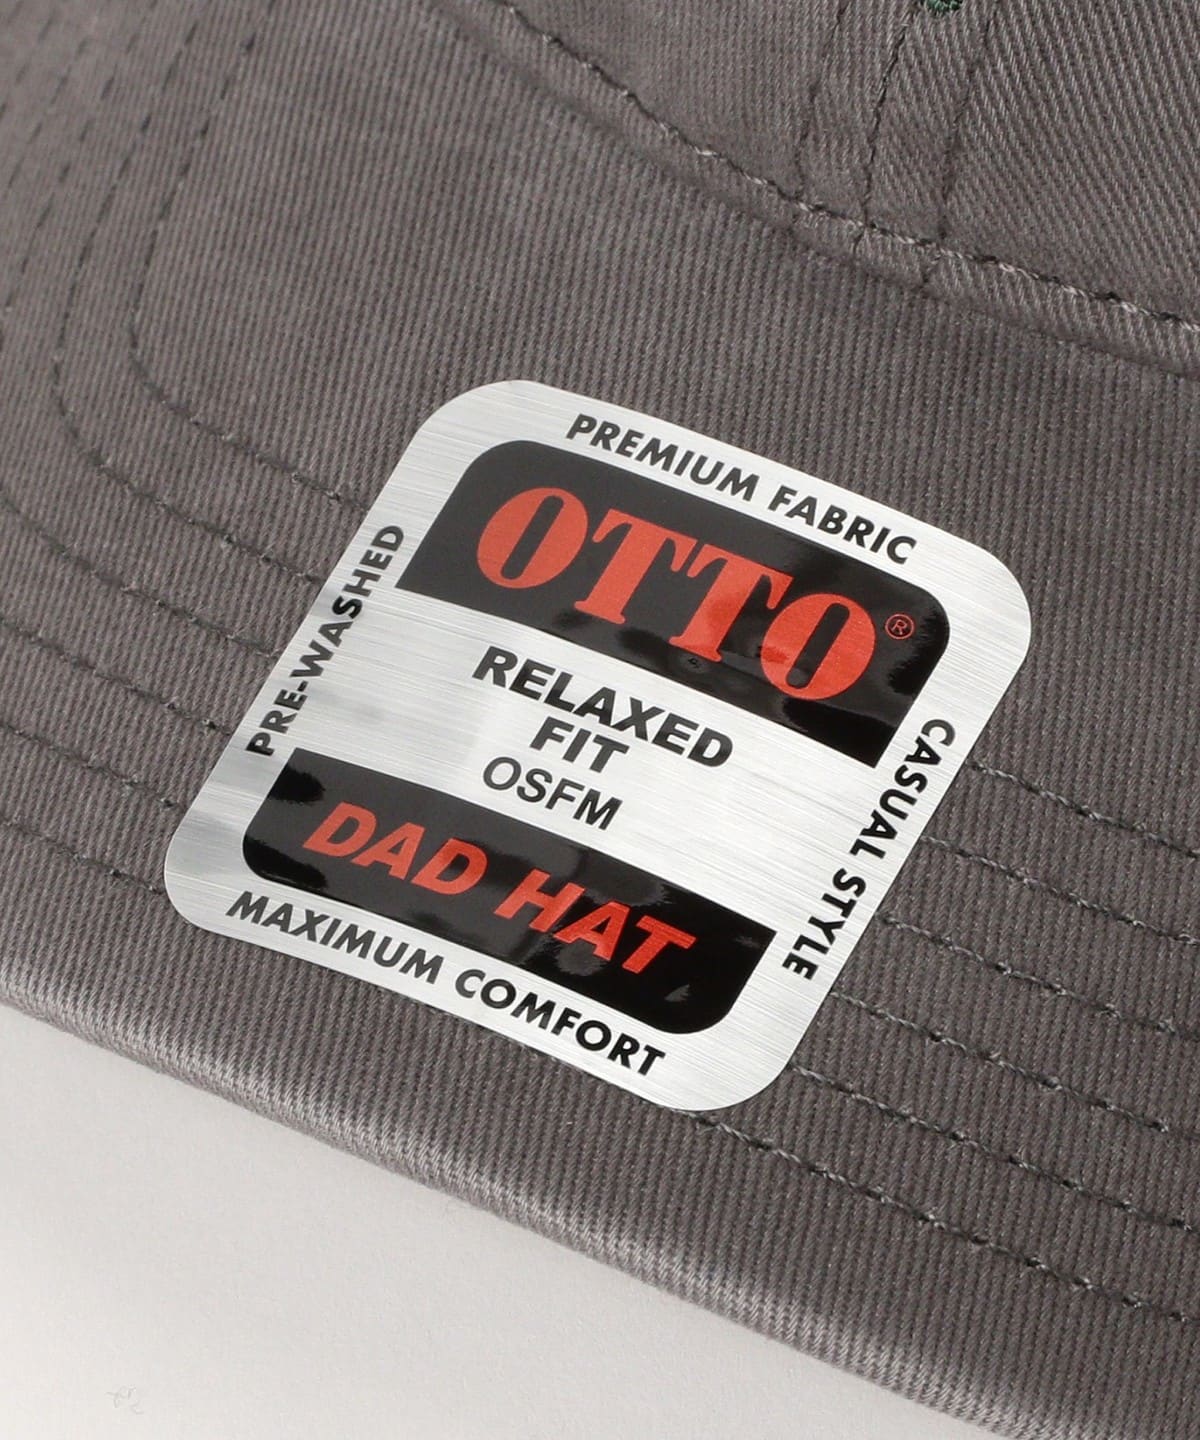 PREMIUM FABRIC
OTTO®
PRE-WASHED
RELAXED
FIT
OSFM
CASUAL STYLE
DAD HAT
MAXIMUM COMFORT